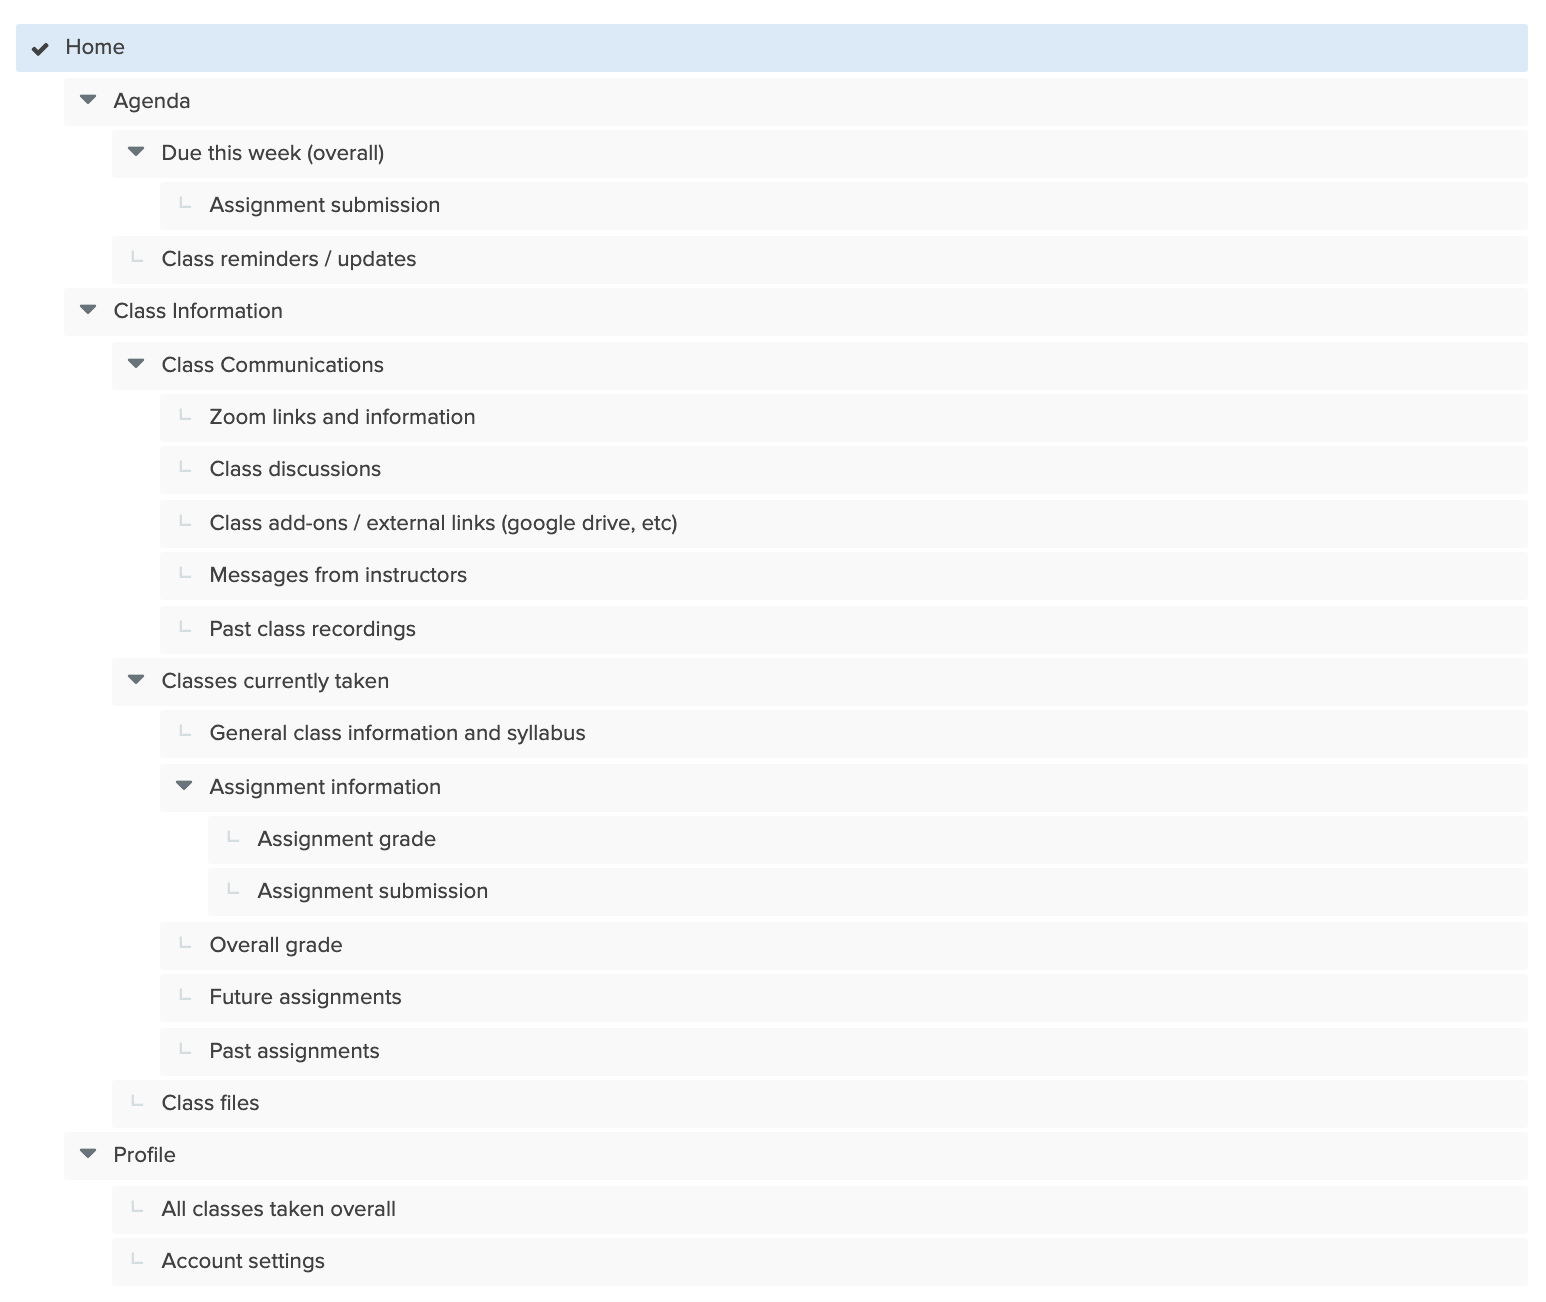 Home
Agenda
Due this week (overall)
Assignment submission
Class reminders / updates
Class Information
Class Communications
Zoom links and information
Class discussions
Class add-ons / external links (google drive, etc)
Messages from instructors
Past class recordings
Classes currently taken
General class information and syllabus
Assignment information
Assignment grade
Assignment submission
Overall grade
Future assignments
Past assignments
Class files
Profile
All classes taken overall
Account settings